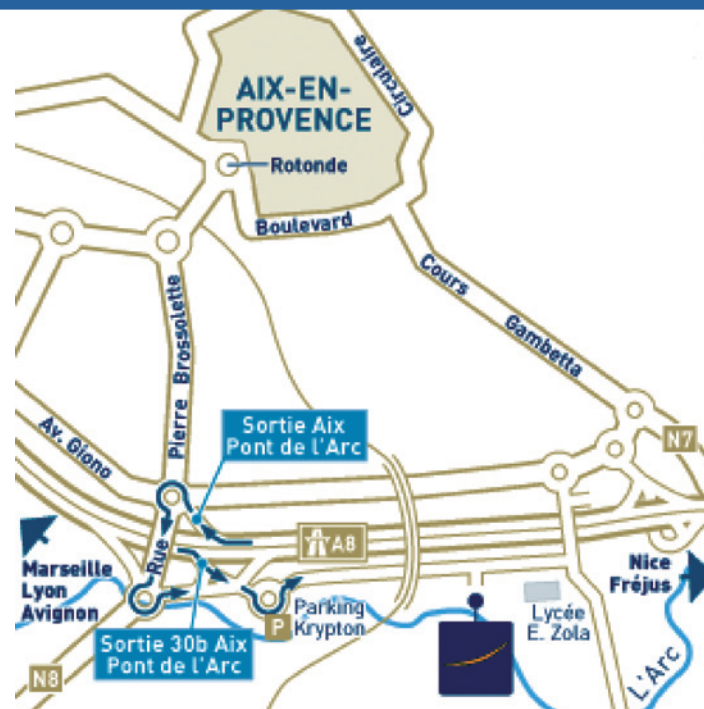 AIX-EN-
PROVENCE
Circulaire
Rotonde
Boulevard
Cours
Gambetta
Pierre Brossolette
Rue
Av. Giono
Sortie Aix
Pont de l'Arc
N7
A8
Marseille
Lyon
Avignon
Nice
Fréjus
P
Parking
Krypton
Lycée
E. Zola
Sortie 30b Aix
Pont de l'Arc
N8
L'Arc